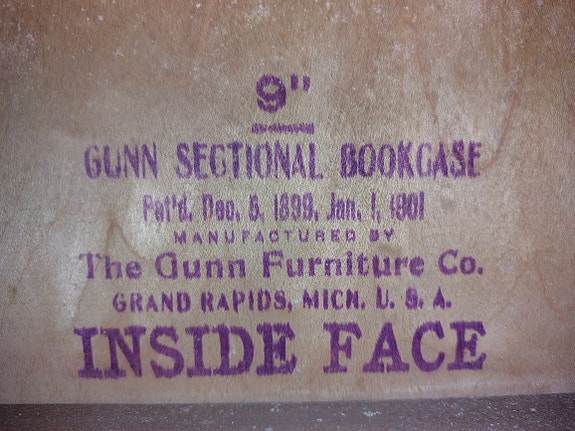 9"
GUNN SECTIONAL BOOKCASE
Pat'd. Dec. 5, 1899, Jan. 1, 1901
MANUFACTURED BY
The Gunn Furniture Co.
GRAND RAPIDS, MICH. U. S. A.
INSIDE FACE